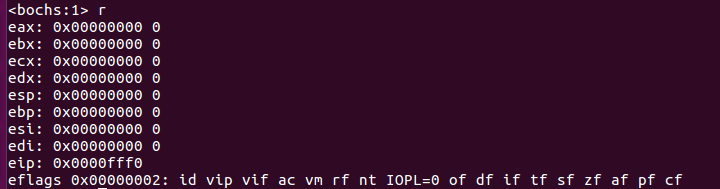 <bochs:1> r
eax: 0x00000000 0
ebx: 0x00000000 0
ecx: 0x00000000 0
edx: 0x00000000 0
esp: 0x00000000 0
ebp: 0x00000000 0
esi: 0x00000000 0
edi: 0x00000000 0
eip: 0x0000fff0
eflags 0x00000002: id vip vif ac vm rf nt IOPL=0 of df if tf sf zf af pf cf